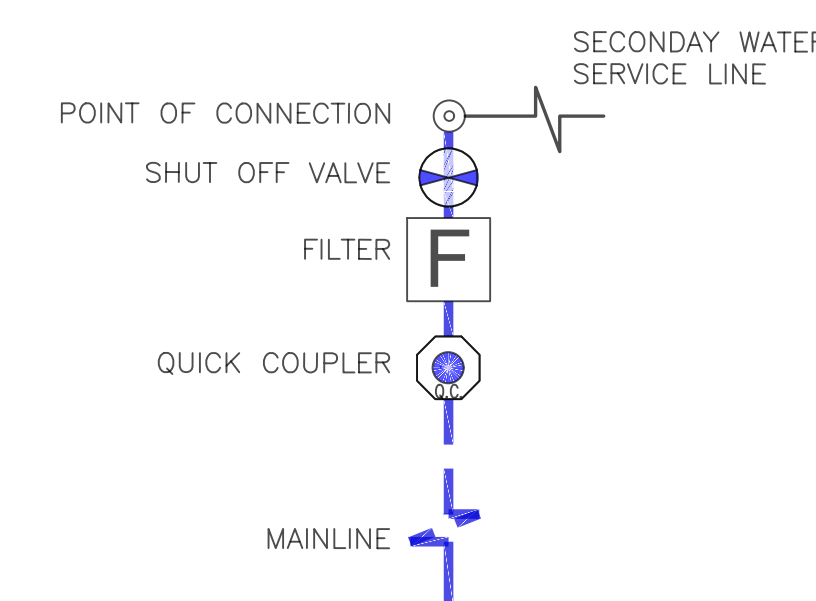 SECONDAY WATER
SERVICE LINE
POINT OF CONNECTION
SHUT OFF VALVE
FILTER
F
QUICK COUPLER
Q.C.
MAINLINE